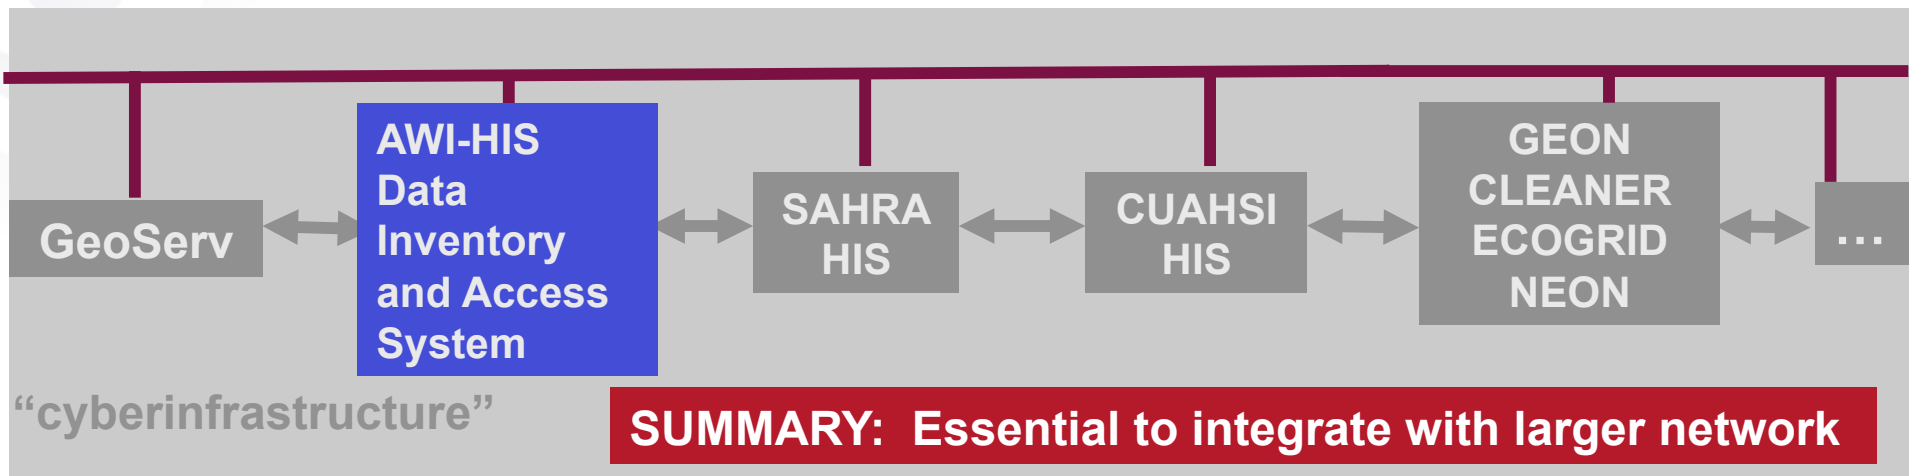 GeoServ
AWI-HIS
Data
Inventory
and Access
System
SAHRA
HIS
CUAHSI
HIS
GEON
CLEANER
ECOGRID
NEON
...
“cyberinfrastructure”
SUMMARY:  Essential to integrate with larger network